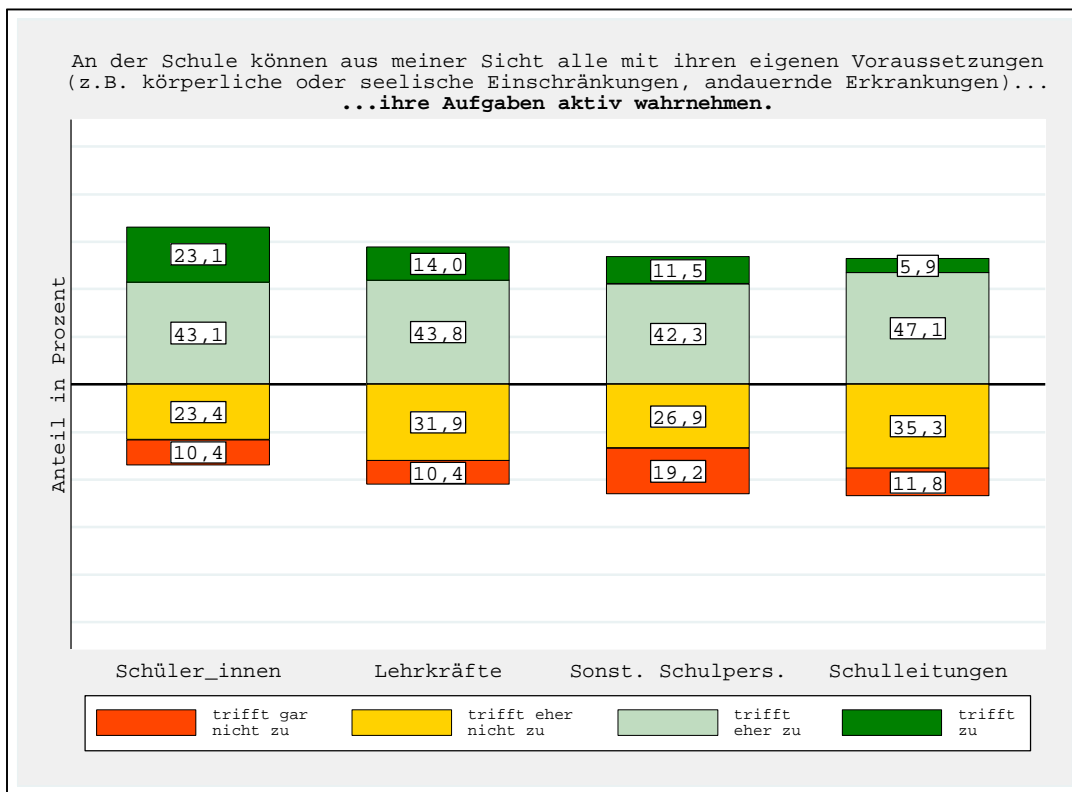 An der Schule können aus meiner Sicht alle mit ihren eigenen Voraussetzungen
(z.B. körperliche oder seelische Einschränkungen, andauernde Erkrankungen)...
...ihre Aufgaben aktiv wahrnehmen.
Anteil in Prozent
23,1
43,1
23,4
10,4
14,0
43,8
31,9
10,4
11,5
42,3
26,9
19,2
5,9
47,1
35,3
11,8
Schüler_innen
Lehrkräfte
Sonst. Schulpers.
Schulleitungen
trifft gar
nicht zu
trifft eher
nicht zu
trifft
eher zu
trifft
zu